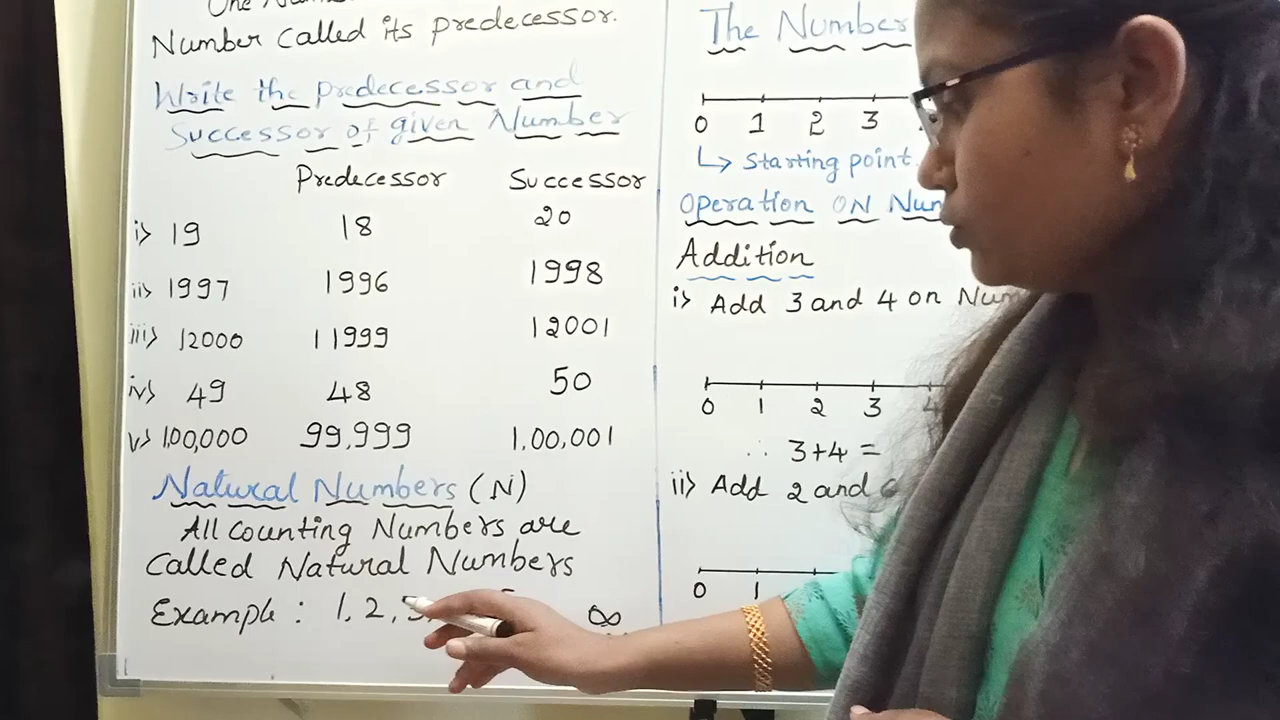 Number called its predecessor.
Write the predecessor and
Successor of given Number
Predecessor Successor
i> 19 18 20
ii> 1997 1996 1998
iii> 12000 11999 12001
iv> 49 48 50
v> 1,00,000 99,999 1,00,001
Natural Numbers (N)
All counting Numbers are
called Natural Numbers
Example : 1, 2, 3, ∞
The Number
0 1 2 3
↳ Starting point.
Operation ON Num
Addition
i> Add 3 and 4 on Num
0 1 2 3 4
∴ 3+4 =
ii> Add 2 and
0 1